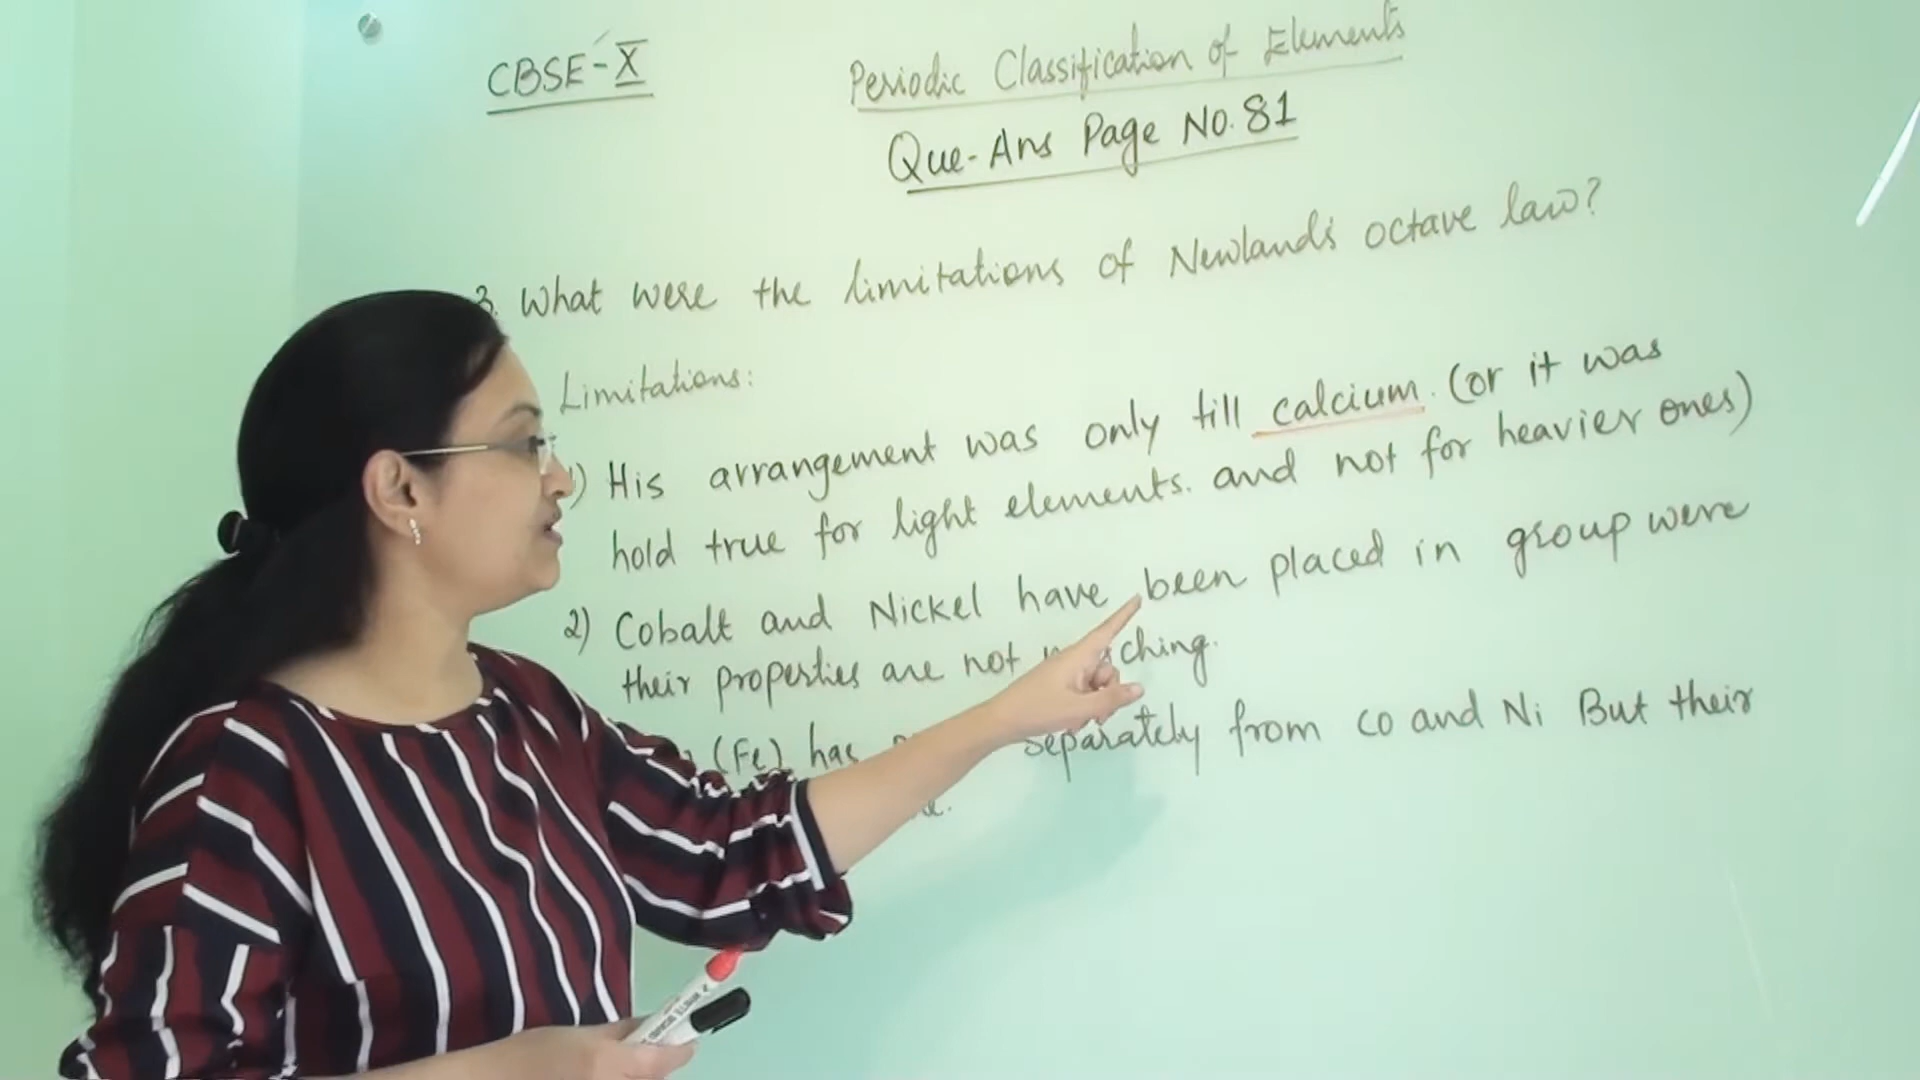 CBSE-X
Periodic Classification of Elements
Que-Ans Page No. 81
3. What were the limitations of Newland's octave law?
Limitations:
1) His arrangement was only till calcium. (or it was
hold true for light elements. and not for heavier ones)
2) Cobalt and Nickel have been placed in group were
their properties are not
(Fe) has separately from Co and Ni But their